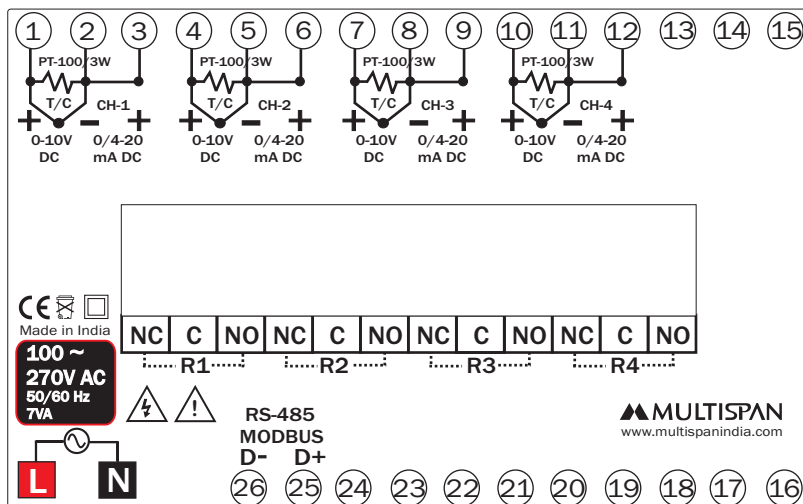 1 2 3 4 5 6 7 8 9 10 11 12 13 14 15
PT-100/3W PT-100/3W PT-100/3W PT-100/3W
T/C CH-1 T/C CH-2 T/C CH-3 T/C CH-4
+ - + + - + + - + + - +
0-10V 0/4-20 0-10V 0/4-20 0-10V 0/4-20 0-10V 0/4-20
DC mA DC DC mA DC DC mA DC DC mA DC
CE
Made in India
NC C NO NC C NO NC C NO NC C NO
R1 R2 R3 R4
100 ~
270V AC
50/60 Hz
7VA
L N
RS-485
MODBUS
D- D+
MULTISPAN
www.multispanindia.com
26 25 24 23 22 21 20 19 18 17 16